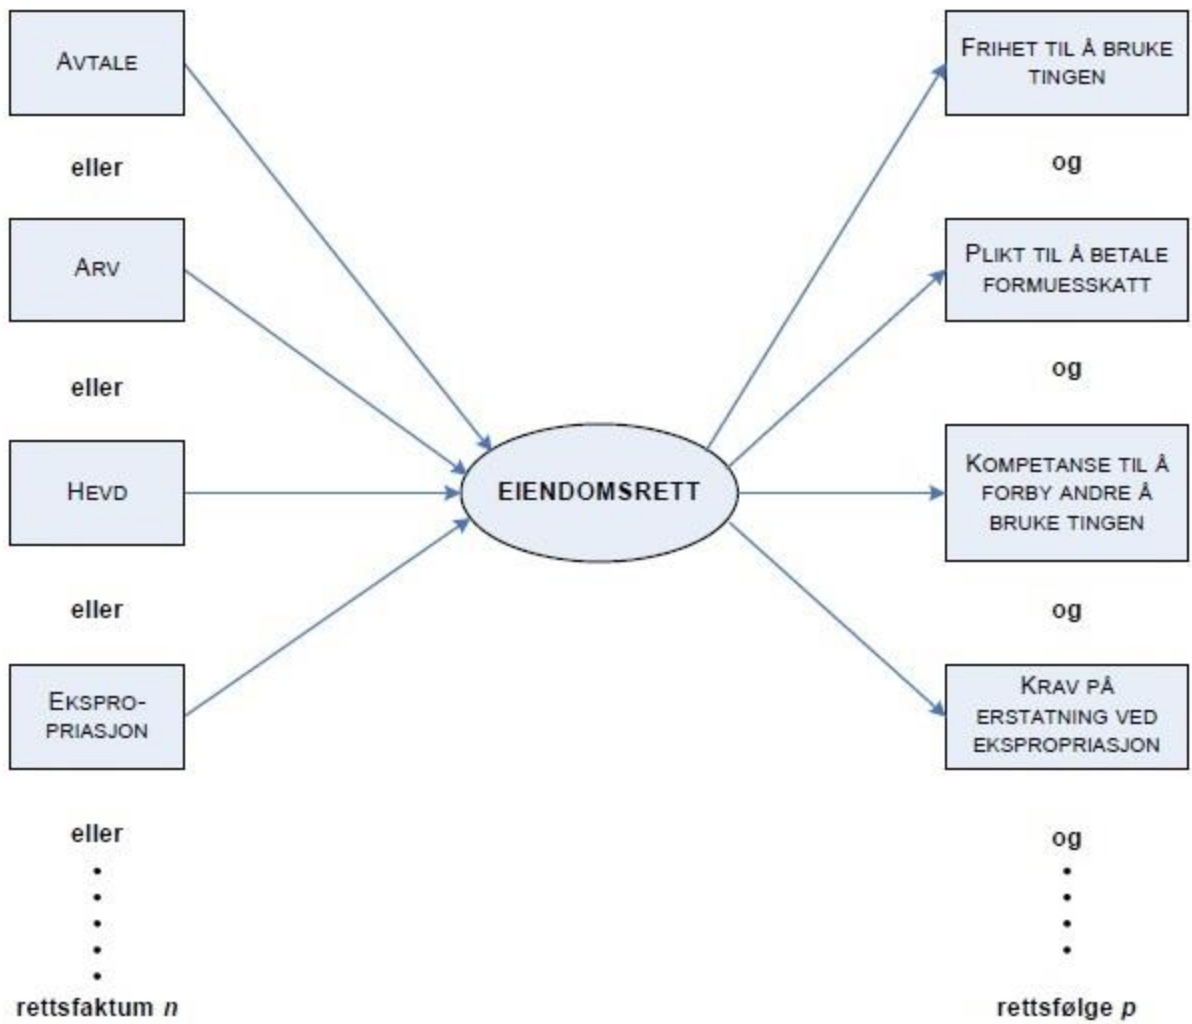 AVTALE
eller
ARV
eller
HEVD
eller
EKSPRO-
PRIASJON
eller
rettsfaktum n
EIENDOMSRETT
FRIHET TIL Å BRUKE
TINGEN
og
PLIKT TIL Å BETALE
FORMUESSKATT
og
KOMPETANSE TIL Å
FORBY ANDRE Å
BRUKE TINGEN
og
KRAV PÅ
ERSTATNING VED
EKSPROPRIASJON
og
rettsfølge p